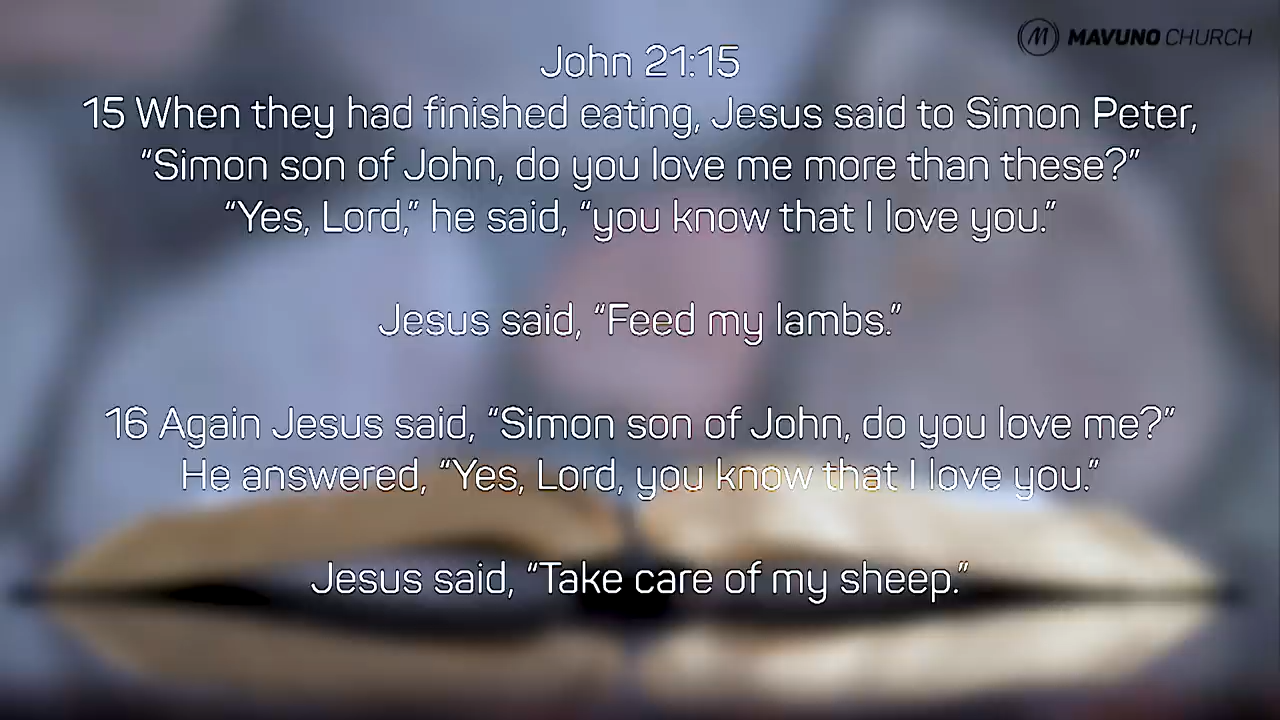 MAVUNO CHURCH
John 21:15
15 When they had finished eating, Jesus said to Simon Peter,
“Simon son of John, do you love me more than these?”
“Yes, Lord,” he said, “you know that I love you.”
Jesus said, “Feed my lambs.”
16 Again Jesus said, “Simon son of John, do you love me?”
He answered, “Yes, Lord, you know that I love you.”
Jesus said, “Take care of my sheep.”